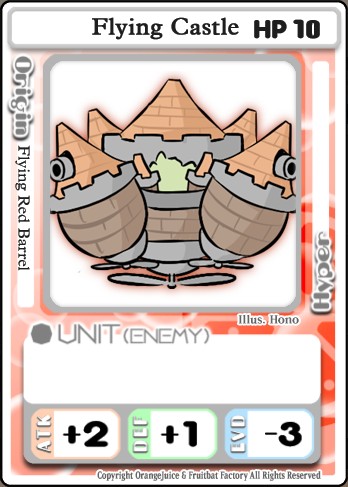 Flying Castle HP 10
Origin
Flying Red Barrel
Hyper
Illus. Hono
UNIT (ENEMY)
ATK +2 DEF +1 EVD -3
Copyright OrangeJuice & Fruitbat Factory All Rights Reserved